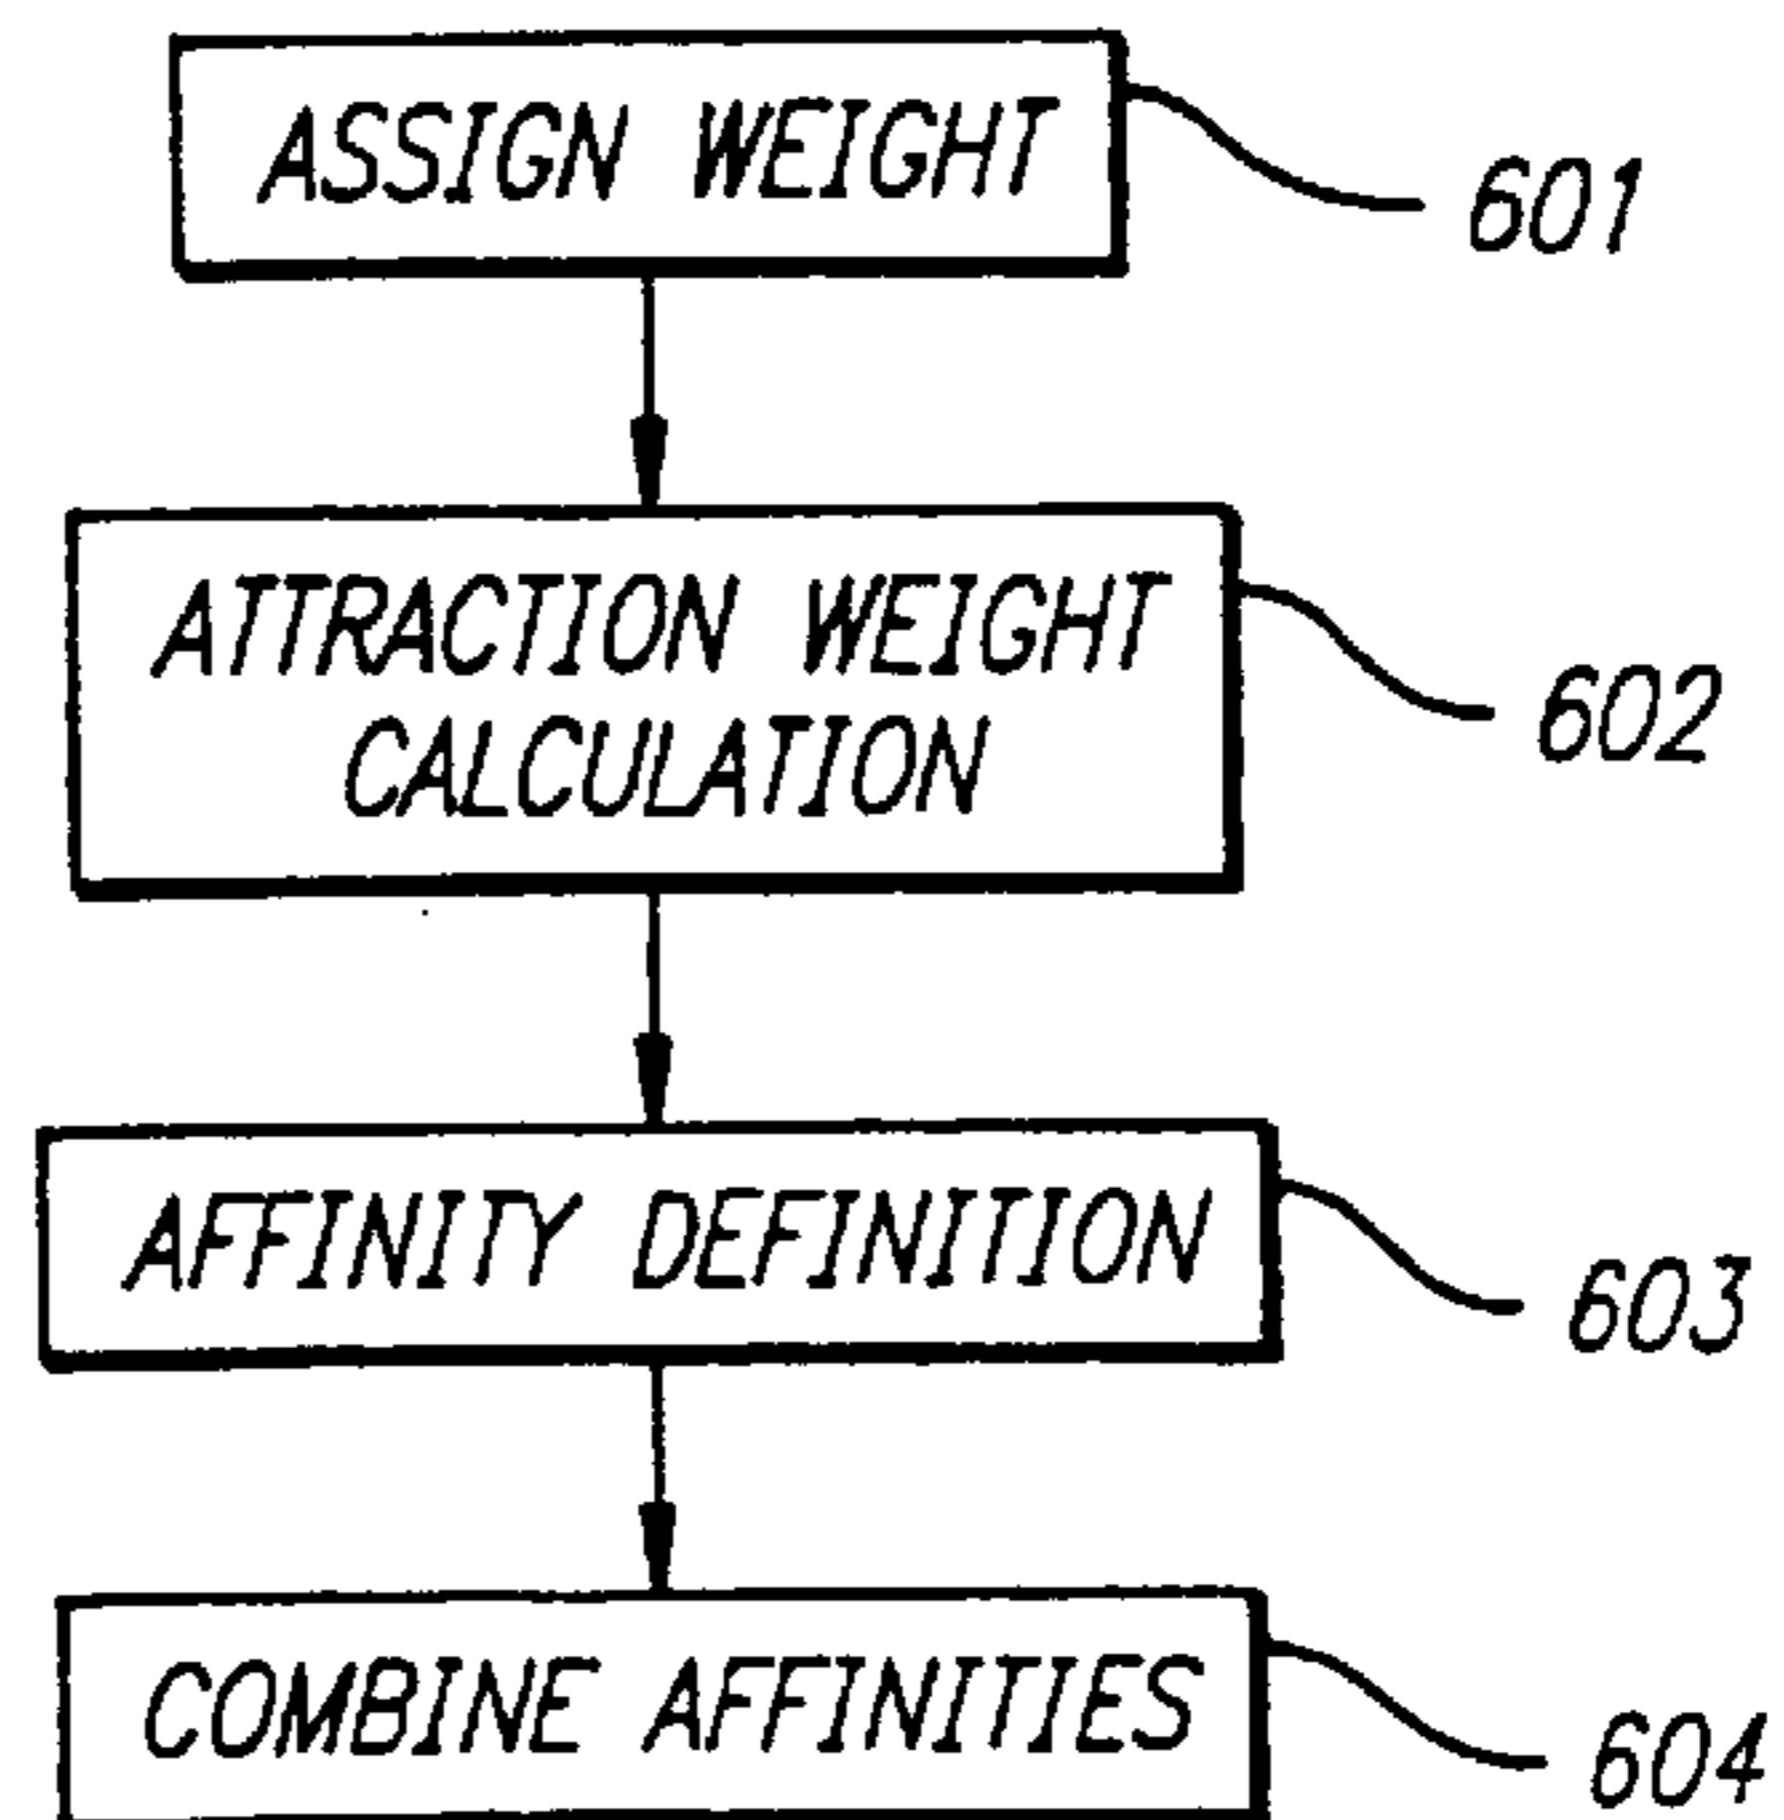 ASSIGN WEIGHT
601
ATTRACTION WEIGHT
CALCULATION
602
AFFINITY DEFINITION
603
COMBINE AFFINITIES
604